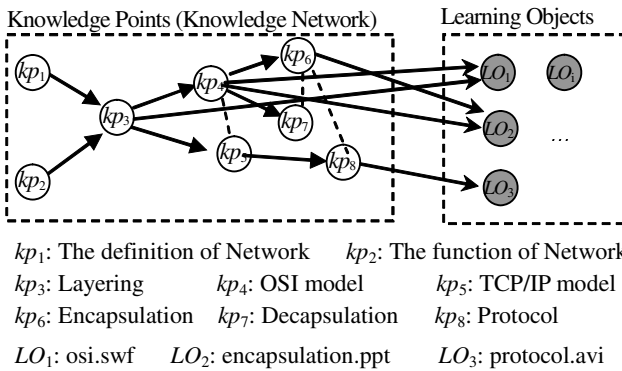 Knowledge Points (Knowledge Network)
Learning Objects
kp1
kp2
kp3
kp4
kp6
kp7
kp5
kp8
LO1
LOi
LO2
...
LO3
kp1: The definition of Network kp2: The function of Network
kp3: Layering kp4: OSI model kp5: TCP/IP model
kp6: Encapsulation kp7: Decapsulation kp8: Protocol
LO1: osi.swf LO2: encapsulation.ppt LO3: protocol.avi